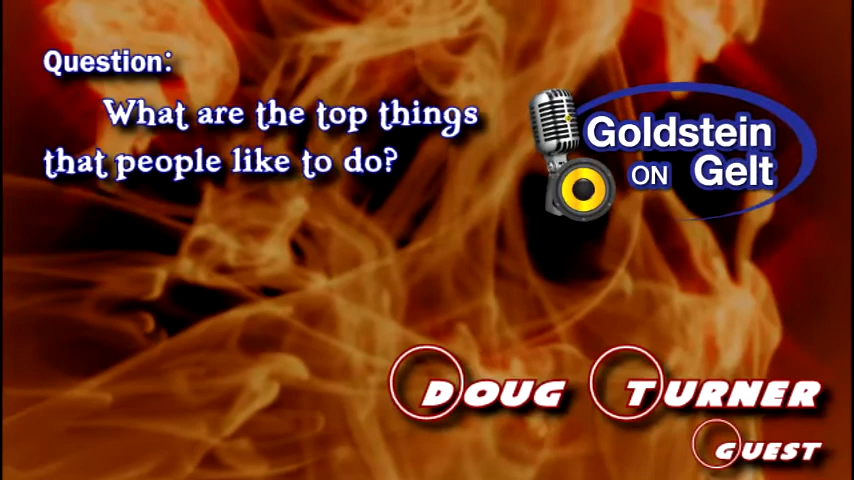 Question:
What are the top things
that people like to do?
Goldstein
ON Gelt
DOUG TURNER
GUEST